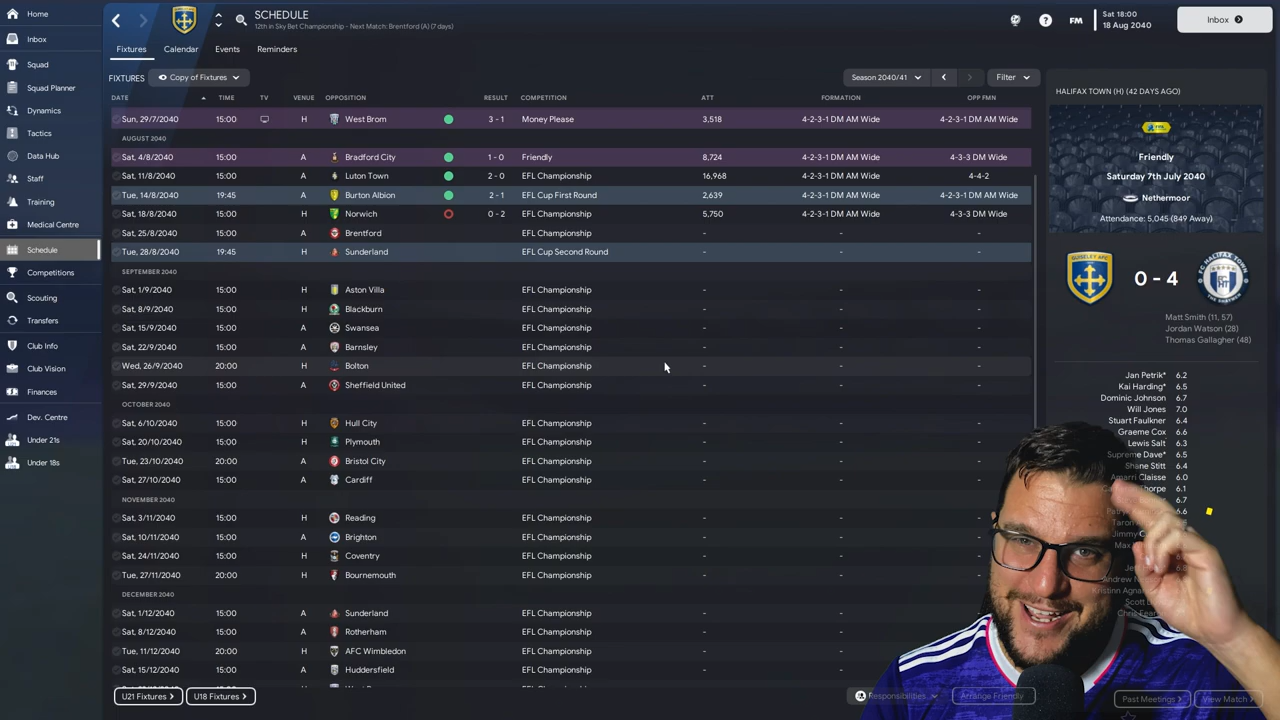 Home
SCHEDULE
12th in Sky Bet Championship - Next Match: Brentford (A) (7 days)
FM
Sat 18:00
18 Aug 2040
Inbox
Inbox
Squad
Squad Planner
Dynamics
Tactics
Data Hub
Staff
Training
Medical Centre
Schedule
Competitions
Scouting
Transfers
Club Info
Club Vision
Finances
Dev. Centre
Under 21s
Under 18s
Fixtures Calendar Events Reminders
FIXTURES Copy of Fixtures Season 2040/41 Filter
DATE TIME TV VENUE OPPOSITION RESULT COMPETITION ATT FORMATION OPP FMN
Sun, 29/7/2040 15:00 H West Brom 3 - 1 Money Please 3,518 4-2-3-1 DM AM Wide 4-2-3-1 DM AM Wide
AUGUST 2040
Sat, 4/8/2040 15:00 A Bradford City 1 - 0 Friendly 8,724 4-2-3-1 DM AM Wide 4-3-3 DM Wide
Sat, 11/8/2040 15:00 A Luton Town 2 - 0 EFL Championship 16,968 4-2-3-1 DM AM Wide 4-4-2
Tue, 14/8/2040 19:45 A Burton Albion 2 - 1 EFL Cup First Round 2,639 4-2-3-1 DM AM Wide 4-2-3-1 DM AM Wide
Sat, 18/8/2040 15:00 H Norwich 0 - 2 EFL Championship 5,750 4-2-3-1 DM AM Wide 4-3-3 DM Wide
Sat, 25/8/2040 15:00 A Brentford EFL Championship - - -
Tue, 28/8/2040 19:45 H Sunderland EFL Cup Second Round - - -
SEPTEMBER 2040
Sat, 1/9/2040 15:00 H Aston Villa EFL Championship - - -
Sat, 8/9/2040 15:00 H Blackburn EFL Championship - - -
Sat, 15/9/2040 15:00 A Swansea EFL Championship - - -
Sat, 22/9/2040 15:00 A Barnsley EFL Championship - - -
Wed, 26/9/2040 20:00 H Bolton EFL Championship - - -
Sat, 29/9/2040 15:00 A Sheffield United EFL Championship - - -
OCTOBER 2040
Sat, 6/10/2040 15:00 H Hull City EFL Championship - - -
Sat, 20/10/2040 15:00 H Plymouth EFL Championship - - -
Tue, 23/10/2040 20:00 A Bristol City EFL Championship - - -
Sat, 27/10/2040 15:00 A Cardiff EFL Championship - - -
NOVEMBER 2040
Sat, 3/11/2040 15:00 H Reading EFL Championship - -
Sat, 10/11/2040 15:00 A Brighton EFL Championship - -
Sat, 24/11/2040 15:00 H Coventry EFL Championship - -
Tue, 27/11/2040 20:00 H Bournemouth EFL Championship - -
DECEMBER 2040
Sat, 1/12/2040 15:00 A Sunderland EFL Championship - -
Sat, 8/12/2040 15:00 A Rotherham EFL Championship - -
Tue, 11/12/2040 20:00 H AFC Wimbledon EFL Championship - -
Sat, 15/12/2040 15:00 A Huddersfield EFL Championship - -
U21 Fixtures U18 Fixtures Responsibilities Arrange Friendly
HALIFAX TOWN (H) (42 DAYS AGO)
Friendly
Saturday 7th July 2040
Nethermoor
Attendance: 5,045 (849 Away)
GUISELEY AFC
0 - 4
FC HALIFAX TOWN
THE SHAYMEN
Matt Smith (11, 57)
Jordan Watson (28)
Thomas Gallagher (48)
Jan Petrik* 6.2
Kai Harding* 6.5
Dominic Johnson 6.7
Will Jones 7.0
Stuart Faulkner 6.4
Graeme Cox 6.6
Lewis Salt 6.3
Supreme Dave* 6.5
Shane Stitt 6.4
Amarri Claisse 6.0
Thorpe 6.1
6.7
6.6
Past Meetings View Match